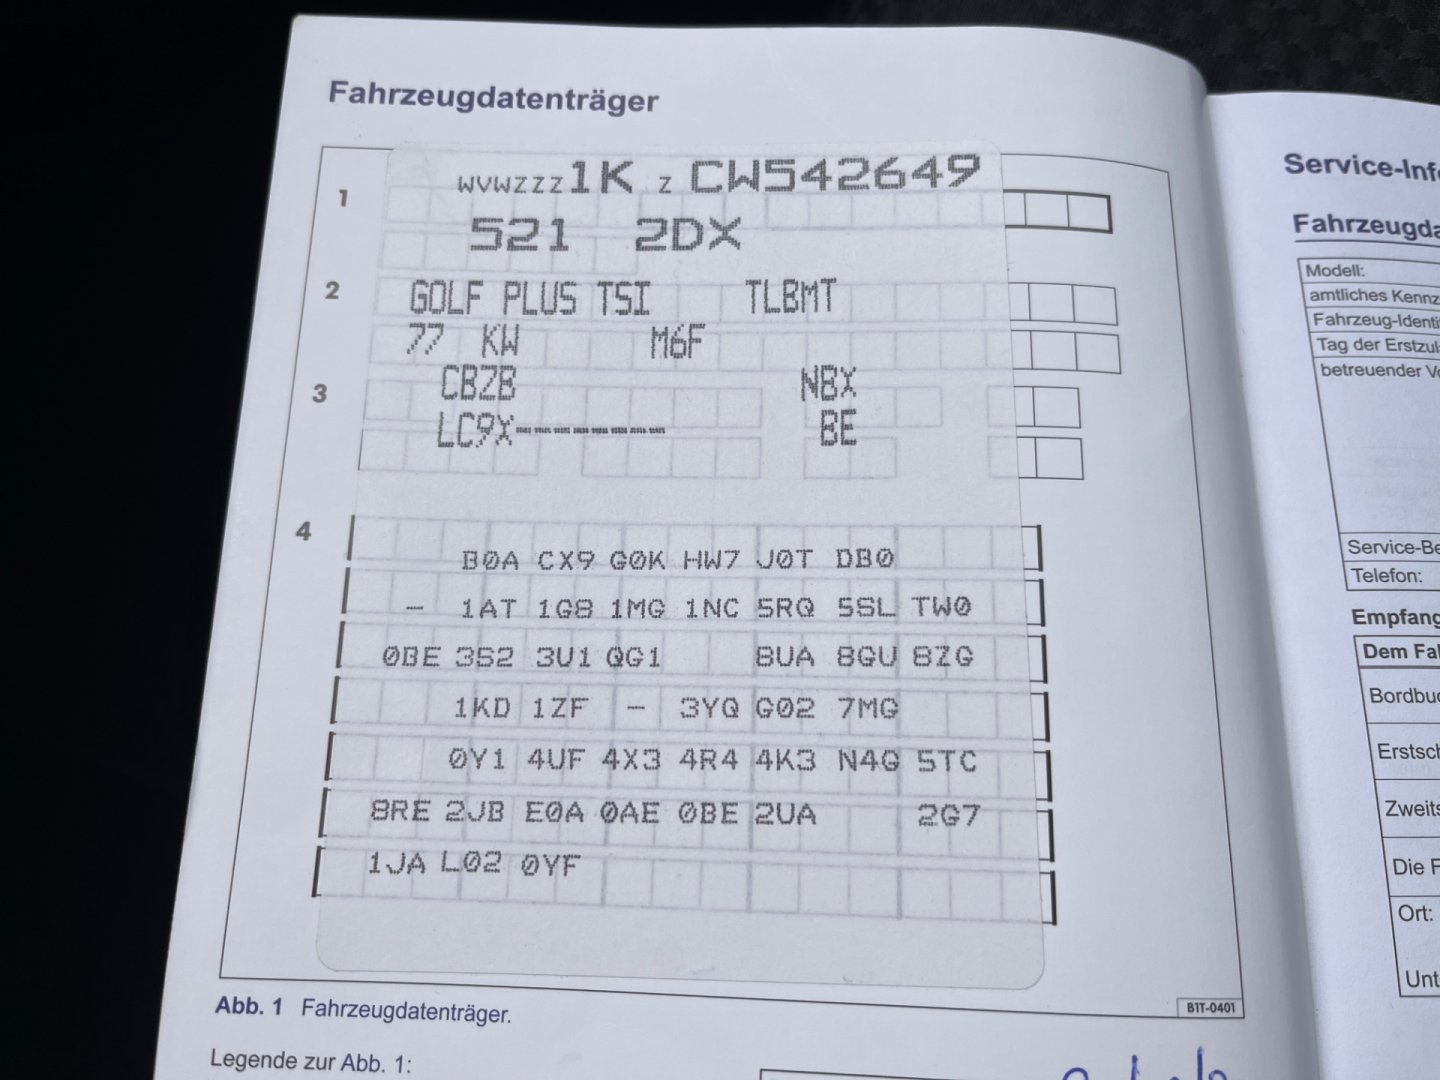 Fahrzeugdatenträger
1
WVWZZZ1K Z CW542649
521 2DX
2
GOLF PLUS TSI TLBMT
77 KW M6F
3
CBZB NBX
LC9X--------- BE
4
B0A CX9 G0K HW7 J0T DB0
- 1AT 1G8 1MG 1NC 5RQ 5SL TW0
0BE 3S2 3U1 QG1 8UA 8GU 8ZG
1KD 1ZF - 3YQ G02 7MG
0Y1 4UF 4X3 4R4 4K3 N4G 5TC
8RE 2JB E0A 0AE 0BE 2UA 2G7
1JA L02 0YF
B1T-0401
Abb. 1 Fahrzeugdatenträger.
Legende zur Abb. 1:
Service-Inf
Fahrzeugda
Modell:
amtliches Kennz
Fahrzeug-Identi
Tag der Erstzul
betreuender V
Service-Be
Telefon:
Empfang
Dem Fa
Bordbu
Erstsch
Zweits
Die F
Ort:
Unt